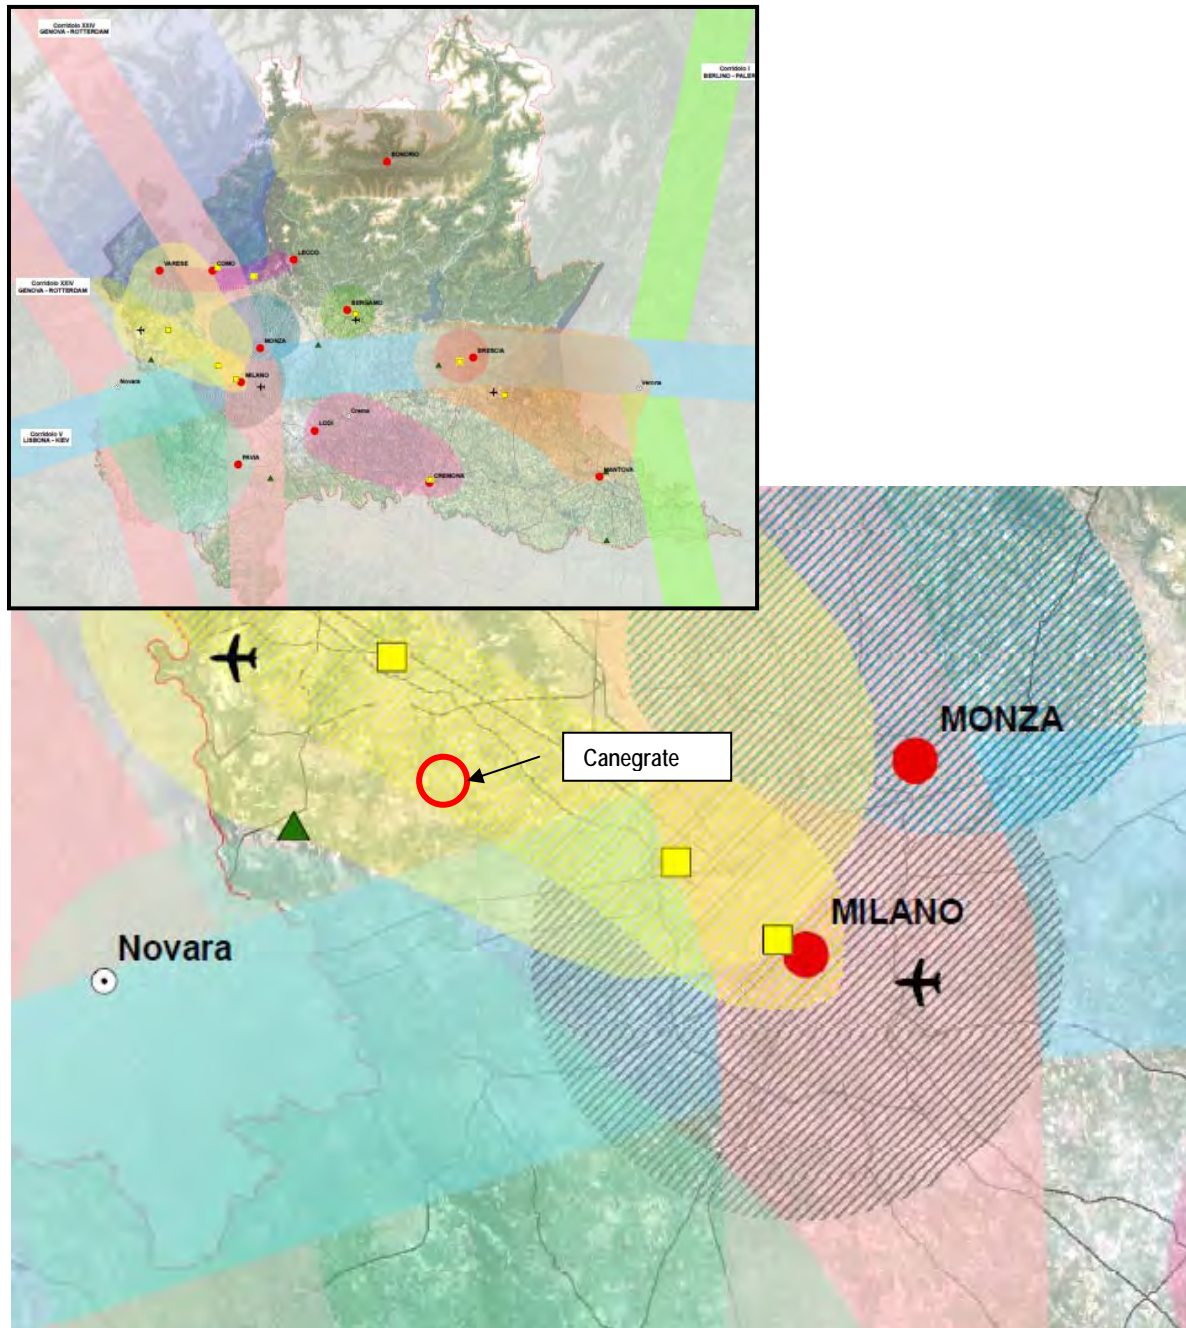 Corridoio XXIV
GENOVA - ROTTERDAM
Corridoio I
BERLINO - PALER
SONDRIO
LECCO
VARESE
COMO
Corridoio XXIV
GENOVA - ROTTERDAM
BERGAMO
MONZA
BRESCIA
MILANO
Novara
Verona
Crema
LODI
Corridoio V
LISBONA - KIEV
PAVIA
CREMONA
MANTOVA
MONZA
Canegrate
MILANO
Novara